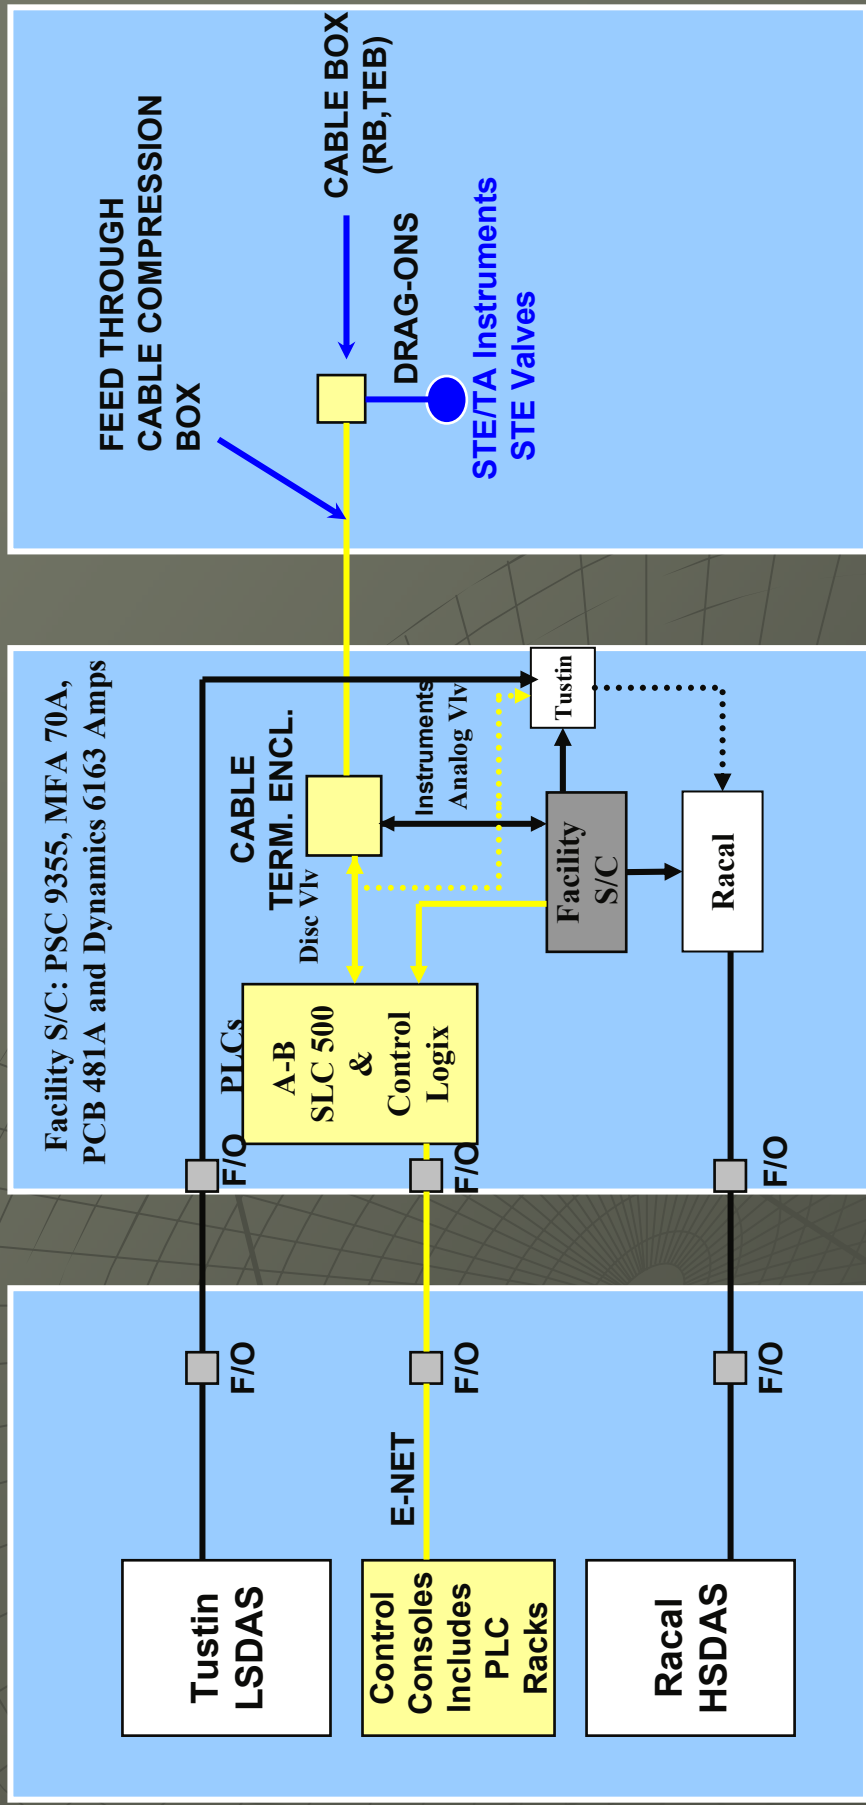 Tustin
LSDAS
Control
Consoles
Includes
PLC
Racks
Racal
HSDAS
E-NET
F/O
F/O
F/O
Facility S/C: PSC 9355, MFA 70A,
PCB 481A and Dynamics 6163 Amps
F/O
F/O
F/O
PLCs
A-B
SLC 500
&
Control
Logix
Disc Vlv
CABLE
TERM. ENCL.
Instruments
Analog Vlv
Facility
S/C
Tustin
Racal
FEED THROUGH
CABLE COMPRESSION
BOX
CABLE BOX
(RB,TEB)
DRAG-ONS
STE/TA Instruments
STE Valves